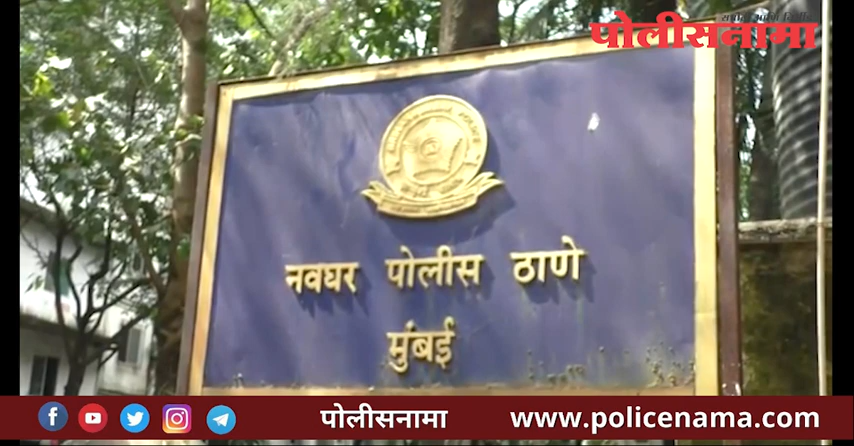 पोलीसनामा
नवघर पोलीस ठाणे
मुंबई
पोलीसनामा www.policenama.com